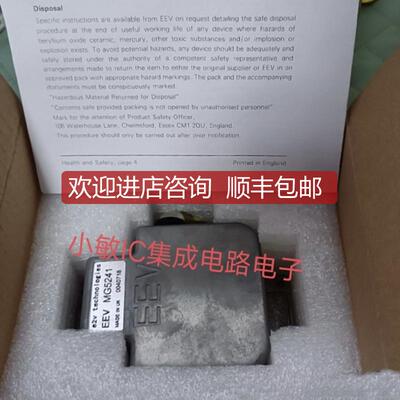 Disposal
Specific instructions are available from EEV on request detailing the safe disposal
procedure at the end of useful working life of any device where hazards of
beryllium oxide ceramic, mercury, other toxic substances and/or implosion or
explosion exists. To avoid potential hazards, any device should be adequately and
safely stored under the authority of a competent safety representative and
arrangements made to return the item to either the original supplier or EEV in an
approved pack with appropriate hazard markings. The pack and the accompanying
documents must be conspicuously marked.
"Hazardous Material Returned for Disposal"
"Contents safe provided packing is not opened by unauthorised personnel"
Mark for the attention of Product Safety Officer,
106 Waterhouse Lane, Chelmsford, Essex CM1 2QU, England.
This procedure should only be carried out after prior notification.
Health and Safety, page 4
Printed in England
欢迎进店咨询 顺丰包邮
小敏IC集成电路电子
e2v technologies
EEV MG5241
MADE IN UK 0040718
EEV